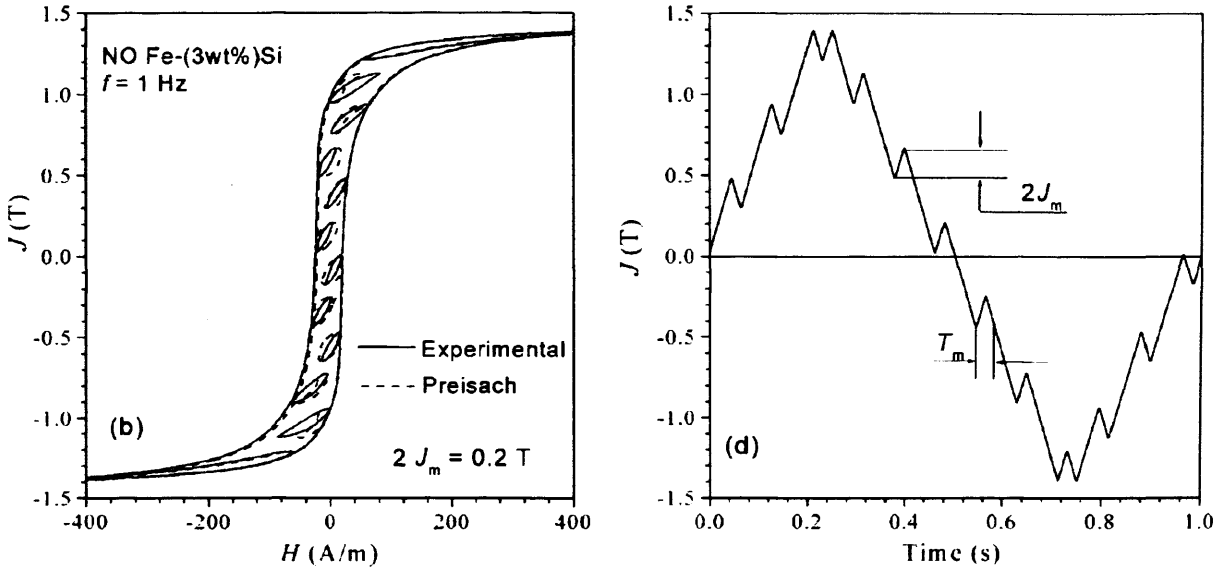 1.5
1.0
0.5
0.0
-0.5
-1.0
-1.5
J (T)
NO Fe-(3wt%)Si
f = 1 Hz
Experimental
Preisach
(b)
2 Jm = 0.2 T
-400
-200
0
200
400
H (A/m)
1.5
1.0
0.5
0.0
-0.5
-1.0
-1.5
J (T)
2Jm
Tm
(d)
0.0
0.2
0.4
0.6
0.8
1.0
Time (s)